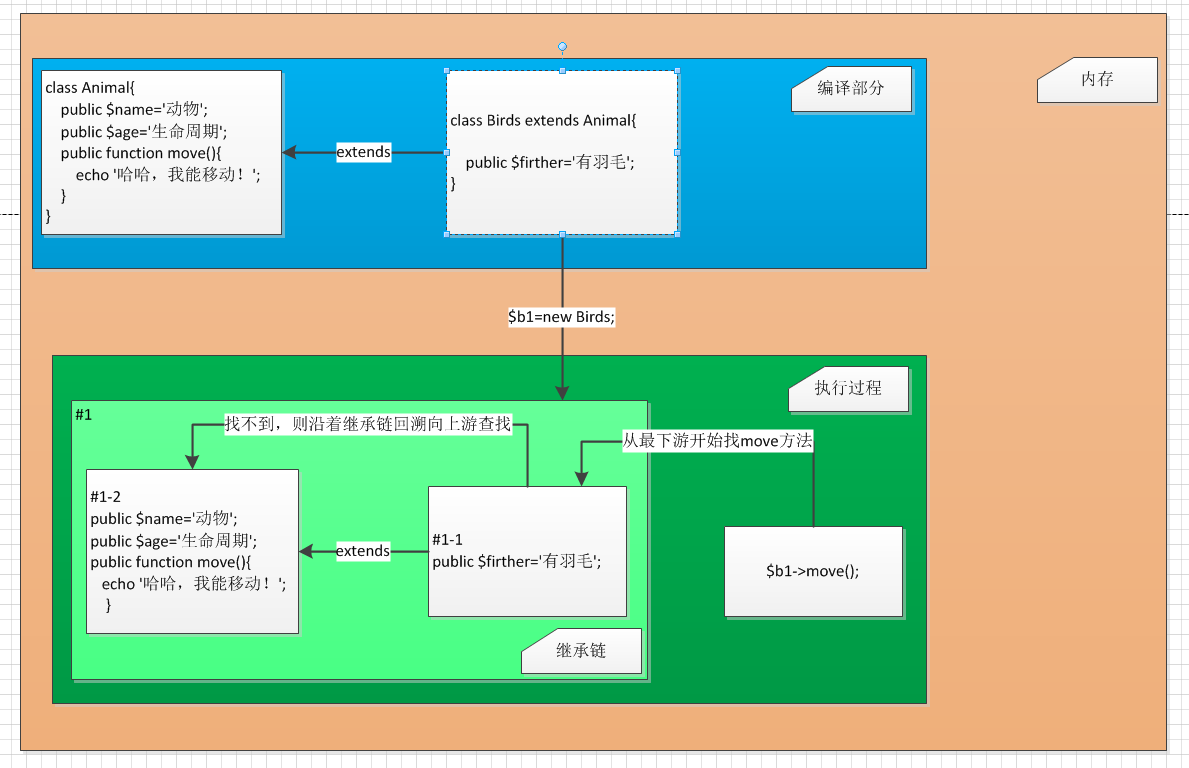 内存
编译部分
class Animal{
public $name='动物';
public $age='生命周期';
public function move(){
echo '哈哈，我能移动！';
}
}
extends
class Birds extends Animal{
public $firther='有羽毛';
}
$b1=new Birds;
执行过程
#1
找不到，则沿着继承链回溯向上游查找
从最下游开始找move方法
#1-2
public $name='动物';
public $age='生命周期';
public function move(){
echo '哈哈，我能移动！';
}
extends
#1-1
public $firther='有羽毛';
$b1->move();
继承链